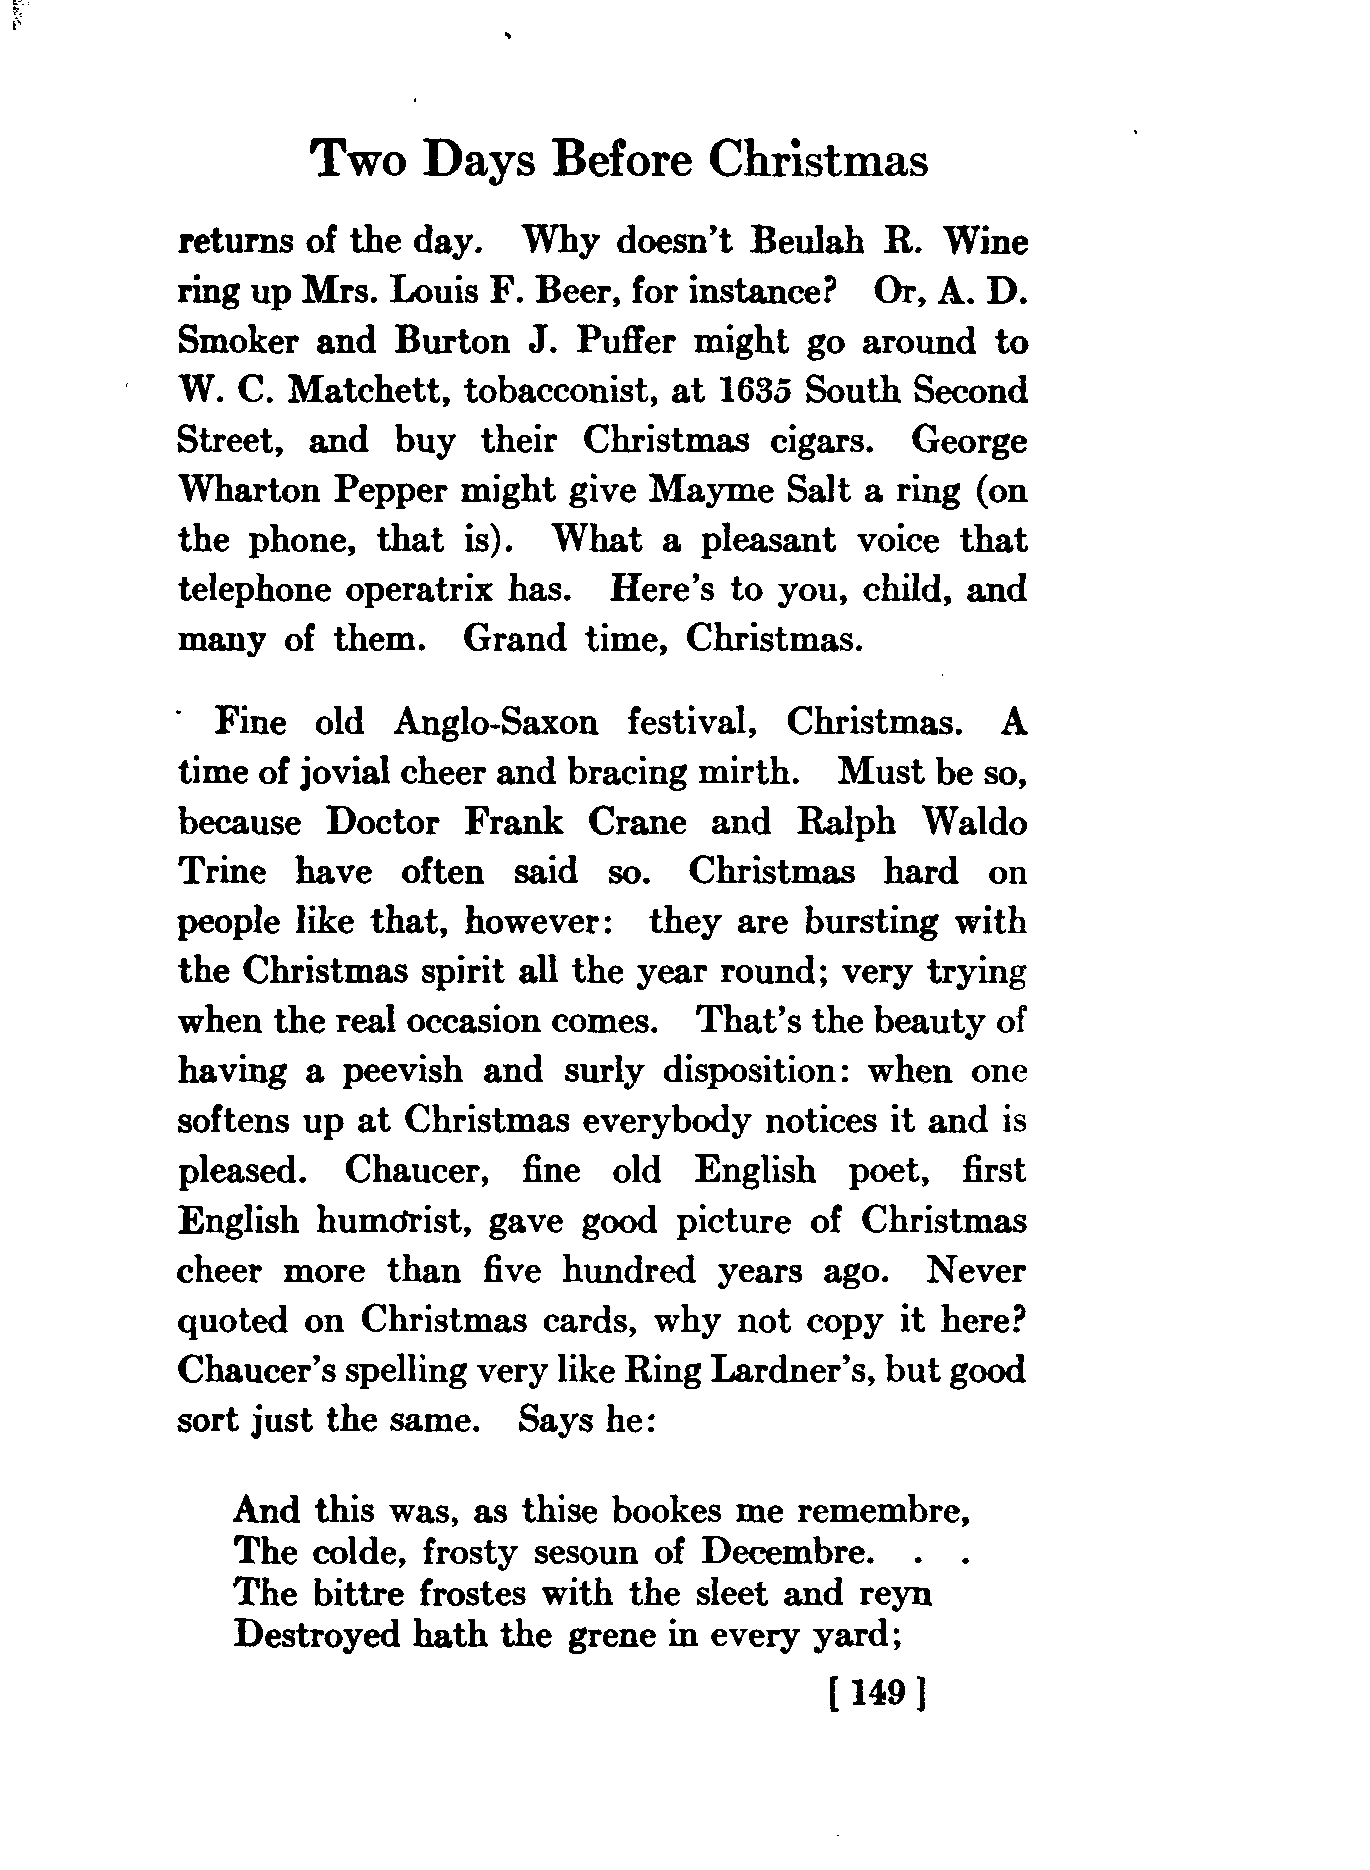 Two Days Before Christmas
returns of the day. Why doesn't Beulah R. Wine
ring up Mrs. Louis F. Beer, for instance? Or, A. D.
Smoker and Burton J. Puffer might go around to
W. C. Matchett, tobacconist, at 1635 South Second
Street, and buy their Christmas cigars. George
Wharton Pepper might give Mayme Salt a ring (on
the phone, that is). What a pleasant voice that
telephone operatrix has. Here's to you, child, and
many of them. Grand time, Christmas.
Fine old Anglo-Saxon festival, Christmas. A
time of jovial cheer and bracing mirth. Must be so,
because Doctor Frank Crane and Ralph Waldo
Trine have often said so. Christmas hard on
people like that, however: they are bursting with
the Christmas spirit all the year round; very trying
when the real occasion comes. That's the beauty of
having a peevish and surly disposition: when one
softens up at Christmas everybody notices it and is
pleased. Chaucer, fine old English poet, first
English humorist, gave good picture of Christmas
cheer more than five hundred years ago. Never
quoted on Christmas cards, why not copy it here?
Chaucer's spelling very like Ring Lardner's, but good
sort just the same. Says he:
And this was, as thise bookes me remembre,
The colde, frosty sesoun of Decembre. . .
The bittre frostes with the sleet and reyn
Destroyed hath the grene in every yard;
[ 149 ]